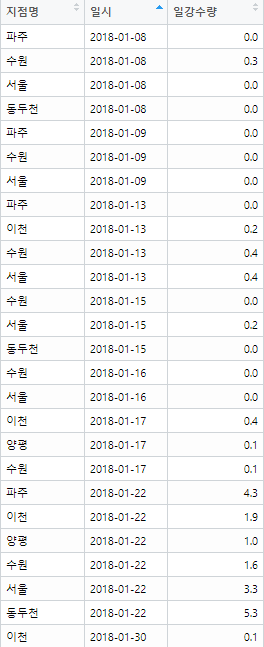 지점명 일시 일강수량
파주 2018-01-08 0.0
수원 2018-01-08 0.3
서울 2018-01-08 0.0
동두천 2018-01-08 0.0
파주 2018-01-09 0.0
수원 2018-01-09 0.0
서울 2018-01-09 0.0
파주 2018-01-13 0.0
이천 2018-01-13 0.2
수원 2018-01-13 0.4
서울 2018-01-13 0.4
수원 2018-01-15 0.0
서울 2018-01-15 0.2
동두천 2018-01-15 0.0
수원 2018-01-16 0.0
서울 2018-01-16 0.0
이천 2018-01-17 0.4
양평 2018-01-17 0.1
수원 2018-01-17 0.1
파주 2018-01-22 4.3
이천 2018-01-22 1.9
양평 2018-01-22 1.0
수원 2018-01-22 1.6
서울 2018-01-22 3.3
동두천 2018-01-22 5.3
이천 2018-01-30 0.1